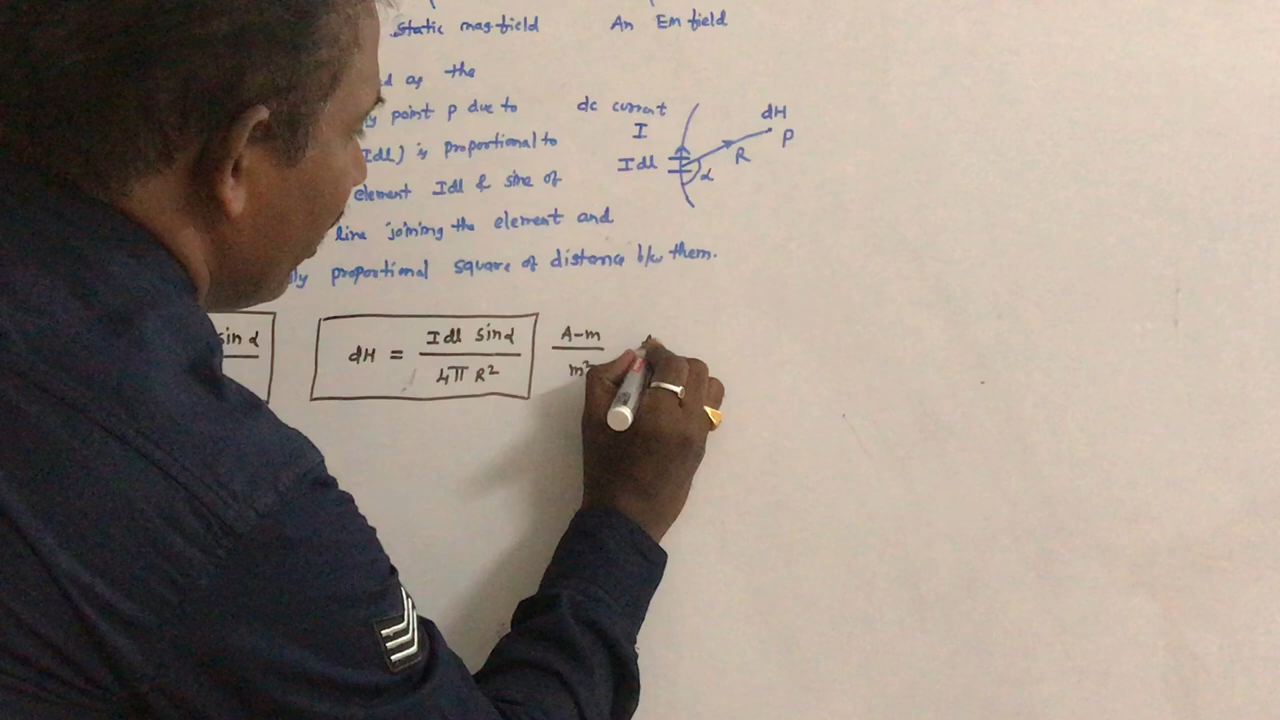 static mag field An Em field
as the
point P due to dc current
I
dH
P
Idl) is proportional to Idl
R
α
element Idl & sine of
line joining the element and
proportional square of distance b/w them.
sin α
dH = Idl sinα / 4π R²
A-m / m²